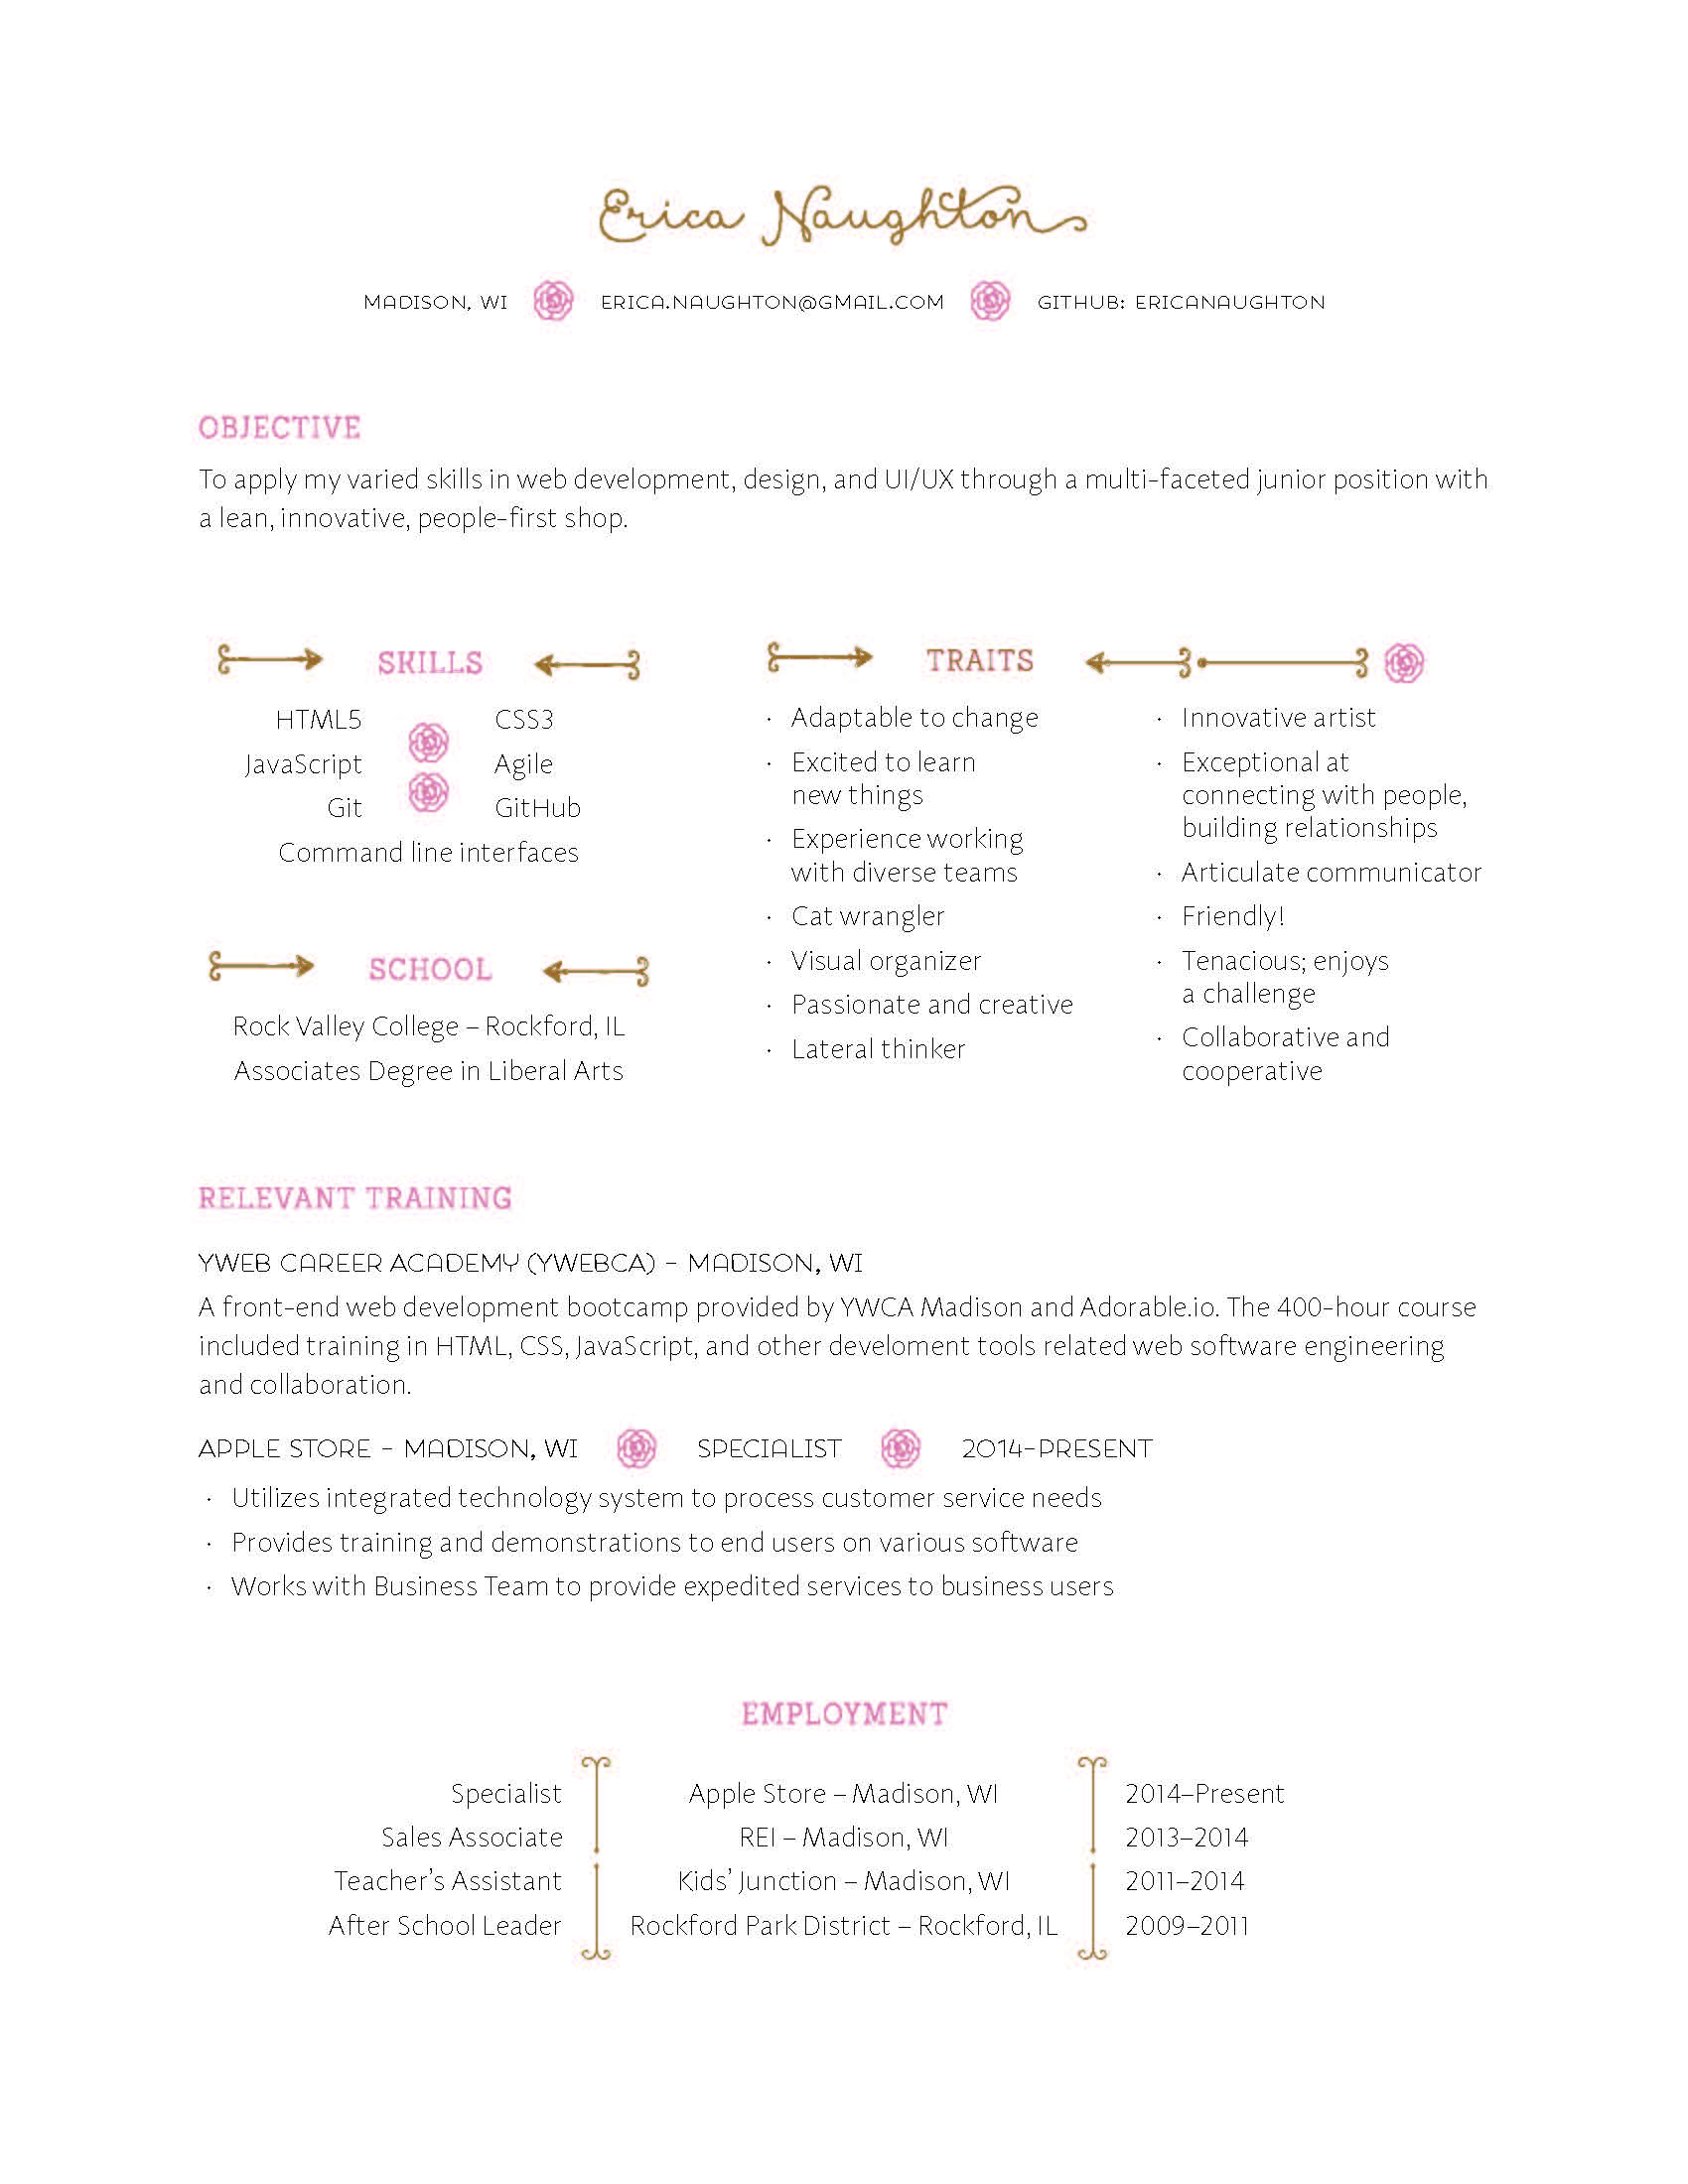 Erica Naughton
MADISON, WI ERICA.NAUGHTON@GMAIL.COM GITHUB: ERICANAUGHTON
OBJECTIVE
To apply my varied skills in web development, design, and UI/UX through a multi-faceted junior position with
a lean, innovative, people-first shop.
SKILLS
HTML5 CSS3
JavaScript Agile
Git GitHub
Command line interfaces
SCHOOL
Rock Valley College – Rockford, IL
Associates Degree in Liberal Arts
TRAITS
· Adaptable to change
· Excited to learn
new things
· Experience working
with diverse teams
· Cat wrangler
· Visual organizer
· Passionate and creative
· Lateral thinker
· Innovative artist
· Exceptional at
connecting with people,
building relationships
· Articulate communicator
· Friendly!
· Tenacious; enjoys
a challenge
· Collaborative and
cooperative
RELEVANT TRAINING
YWEB CAREER ACADEMY (YWEBCA) – MADISON, WI
A front-end web development bootcamp provided by YWCA Madison and Adorable.io. The 400-hour course
included training in HTML, CSS, JavaScript, and other develoment tools related web software engineering
and collaboration.
APPLE STORE – MADISON, WI SPECIALIST 2014–PRESENT
· Utilizes integrated technology system to process customer service needs
· Provides training and demonstrations to end users on various software
· Works with Business Team to provide expedited services to business users
EMPLOYMENT
Specialist Apple Store – Madison, WI 2014–Present
Sales Associate REI – Madison, WI 2013–2014
Teacher’s Assistant Kids’ Junction – Madison, WI 2011–2014
After School Leader Rockford Park District – Rockford, IL 2009–2011